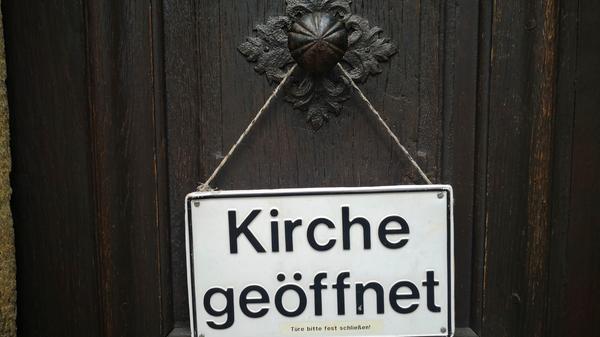 Kirche
geöffnet
Türe bitte fest schließen!